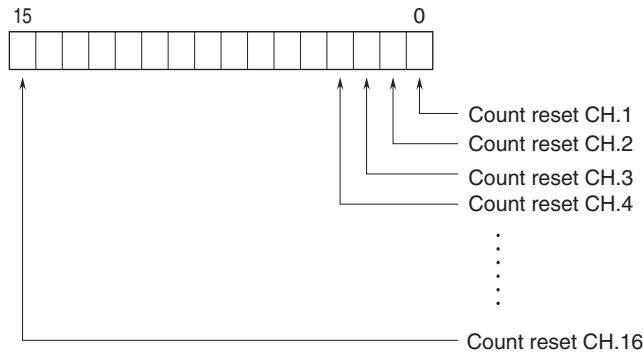 15 0
Count reset CH.1
Count reset CH.2
Count reset CH.3
Count reset CH.4
Count reset CH.16